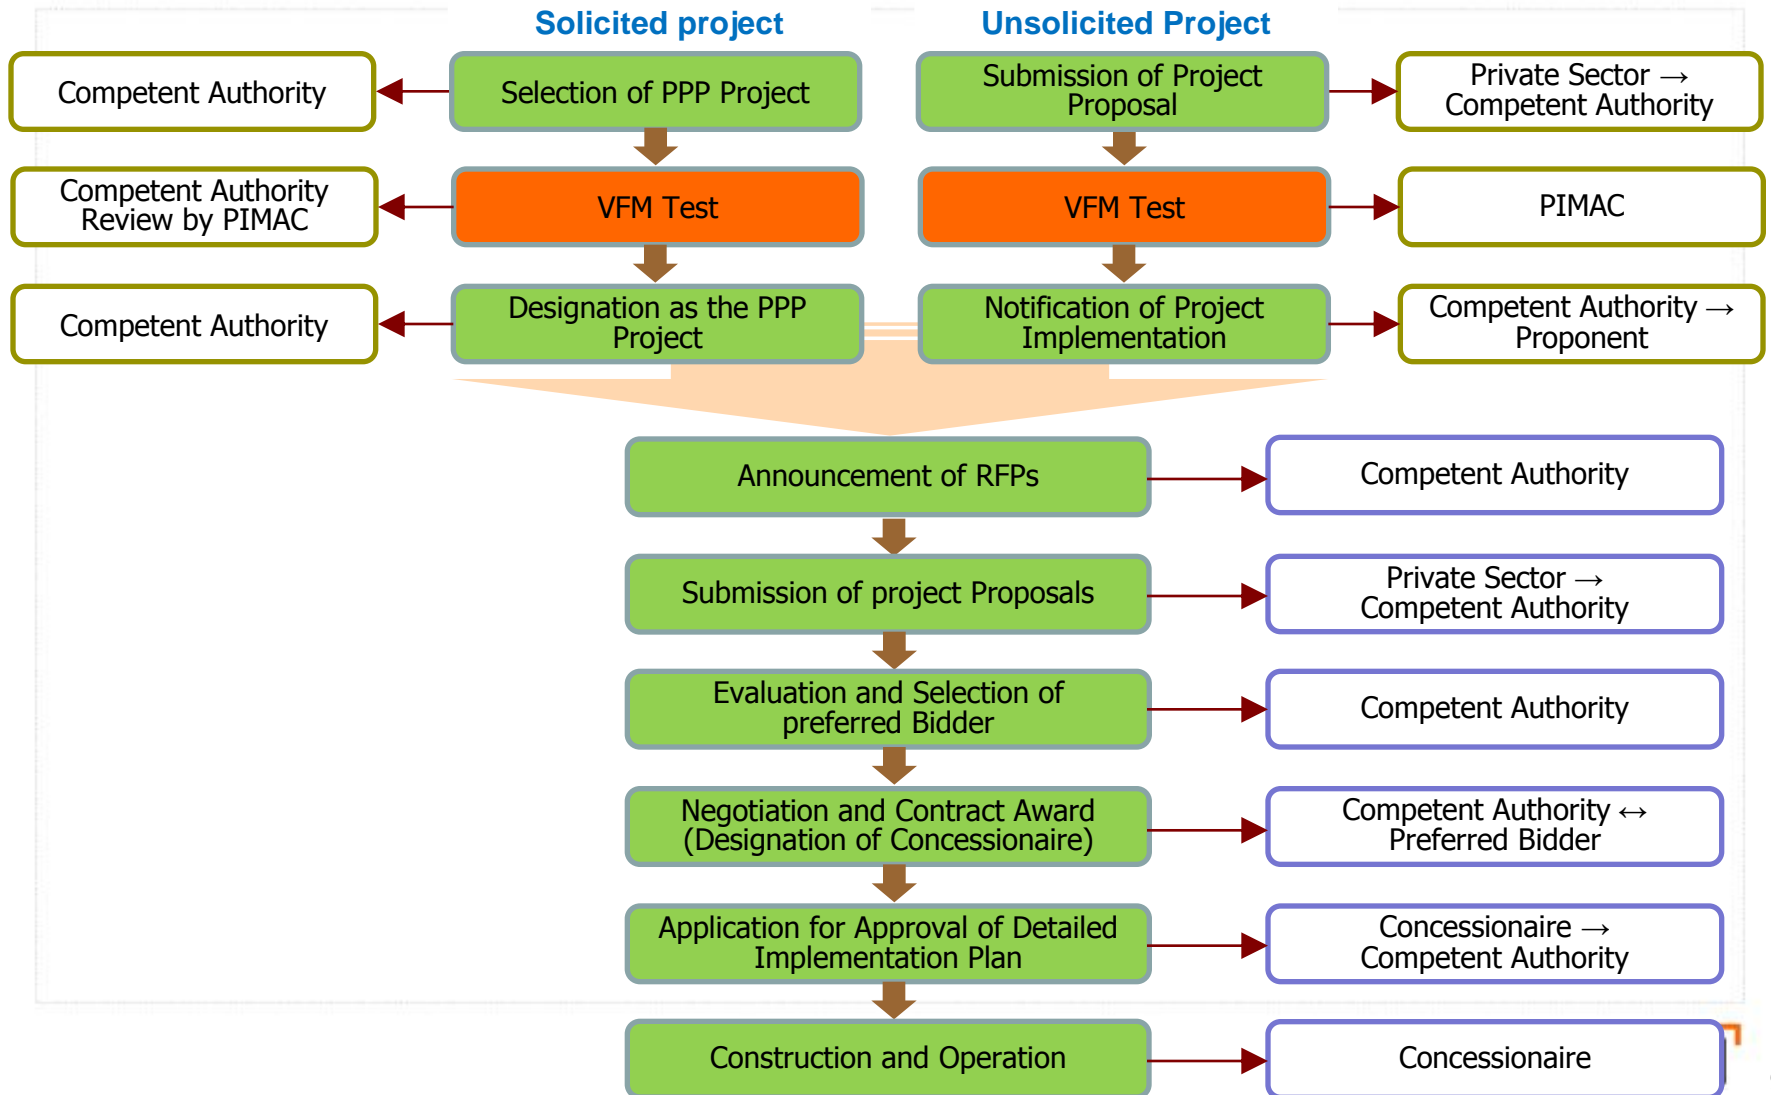 Solicited project
Unsolicited Project
Competent Authority
Selection of PPP Project
Submission of Project
Proposal
Private Sector →
Competent Authority
Competent Authority
Review by PIMAC
VFM Test
VFM Test
PIMAC
Competent Authority
Designation as the PPP
Project
Notification of Project
Implementation
Competent Authority →
Proponent
Announcement of RFPs
Competent Authority
Submission of project Proposals
Private Sector →
Competent Authority
Evaluation and Selection of
preferred Bidder
Competent Authority
Negotiation and Contract Award
(Designation of Concessionaire)
Competent Authority ↔
Preferred Bidder
Application for Approval of Detailed
Implementation Plan
Concessionaire →
Competent Authority
Construction and Operation
Concessionaire